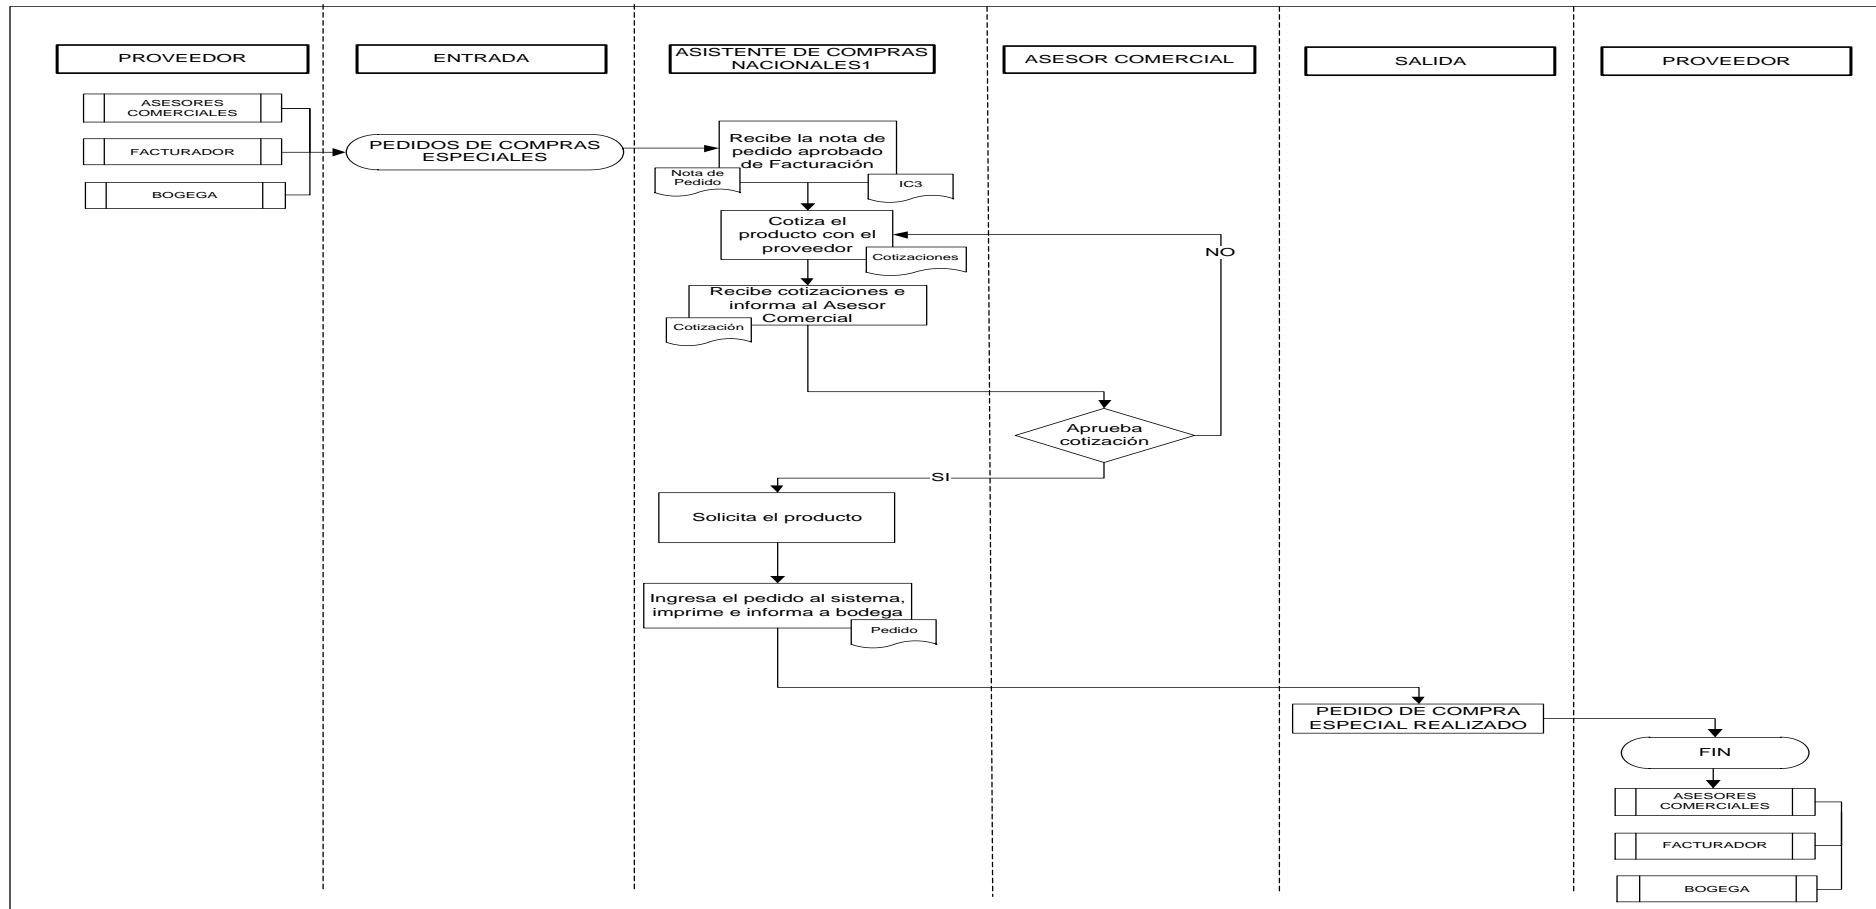 PROVEEDOR
ENTRADA
ASISTENTE DE COMPRAS
NACIONALES1
ASESOR COMERCIAL
SALIDA
PROVEEDOR
ASESORES
COMERCIALES
FACTURADOR
BOGEGA
PEDIDOS DE COMPRAS
ESPECIALES
Recibe la nota de
pedido aprobado
de Facturación
Nota de
Pedido
IC3
Cotiza el
producto con el
proveedor
Cotizaciones
NO
Recibe cotizaciones e
informa al Asesor
Comercial
Cotización
Aprueba
cotización
SI
Solicita el producto
Ingresa el pedido al sistema,
imprime e informa a bodega
Pedido
PEDIDO DE COMPRA
ESPECIAL REALIZADO
FIN
ASESORES
COMERCIALES
FACTURADOR
BOGEGA